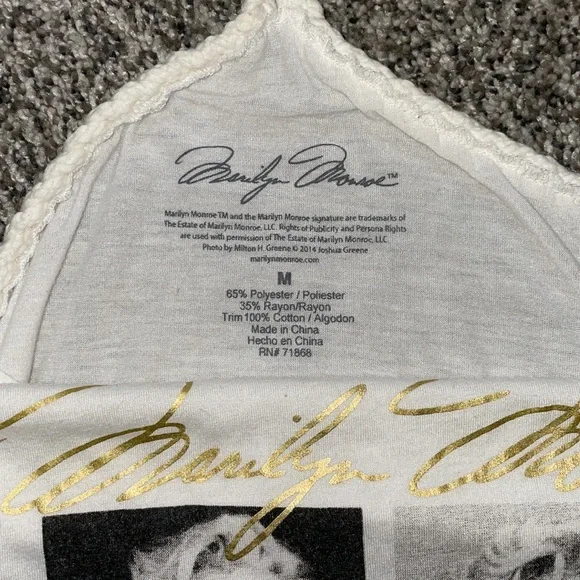 Marilyn Monroe™
Marilyn Monroe TM and the Marilyn Monroe signature are trademarks of
The Estate of Marilyn Monroe, LLC. Rights of Publicity and Persona Rights
are used with permission of The Estate of Marilyn Monroe, LLC.
Photo by Milton H. Greene © 2014 Joshua Greene
marilynmonroe.com
M
65% Polyester / Poliester
35% Rayon/Rayon
Trim 100% Cotton / Algodon
Made in China
Hecho en China
RN# 71868
Marilyn Mo